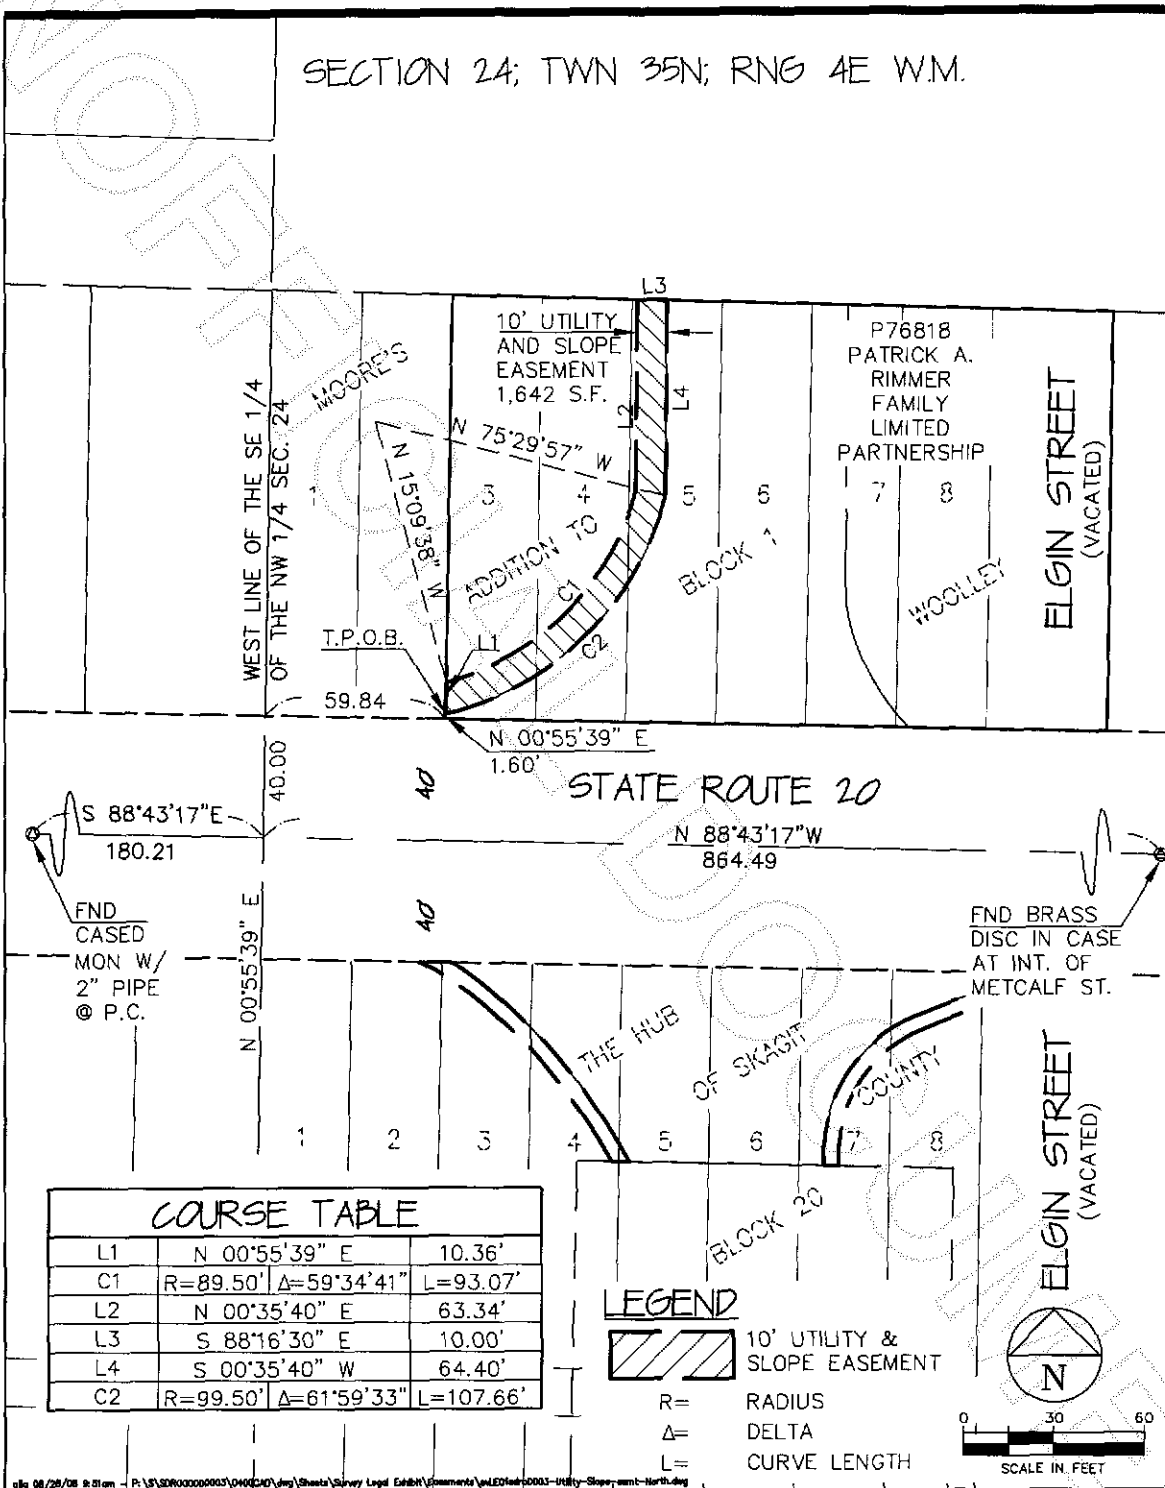 SECTION 24; TWN 35N; RNG 4E W.M.
L3
10' UTILITY
AND SLOPE
EASEMENT
1,642 S.F.
P76818
PATRICK A.
RIMMER
FAMILY
LIMITED
PARTNERSHIP
MOORE'S
ADDITION TO
WOOLLEY
BLOCK 1
WEST LINE OF THE SE 1/4
OF THE NW 1/4 SEC. 24
L2
L4
N 75°29'57" W
N 15°09'38" W
1
3
4
5
6
7
8
ELGIN STREET
(VACATED)
C1
C2
T.P.O.B.
L1
59.84
N 00°55'39" E
1.60'
40.00
40'
STATE ROUTE 20
S 88°43'17"E
180.21
N 88°43'17"W
864.49
FND
CASED
MON W/
2" PIPE
@ P.C.
N 00°55'39" E
40'
FND BRASS
DISC IN CASE
AT INT. OF
METCALF ST.
THE HUB
OF SKAGIT
COUNTY
1
2
3
4
5
6
7
8
BLOCK 20
ELGIN STREET
(VACATED)
COURSE TABLE
L1 N 00°55'39" E 10.36'
C1 R=89.50' Δ=59°34'41" L=93.07'
L2 N 00°35'40" E 63.34'
L3 S 88°16'30" E 10.00'
L4 S 00°35'40" W 64.40'
C2 R=99.50' Δ=61°59'33" L=107.66'
LEGEND
10' UTILITY &
SLOPE EASEMENT
R= RADIUS
Δ= DELTA
L= CURVE LENGTH
N
0 30 60
SCALE IN FEET